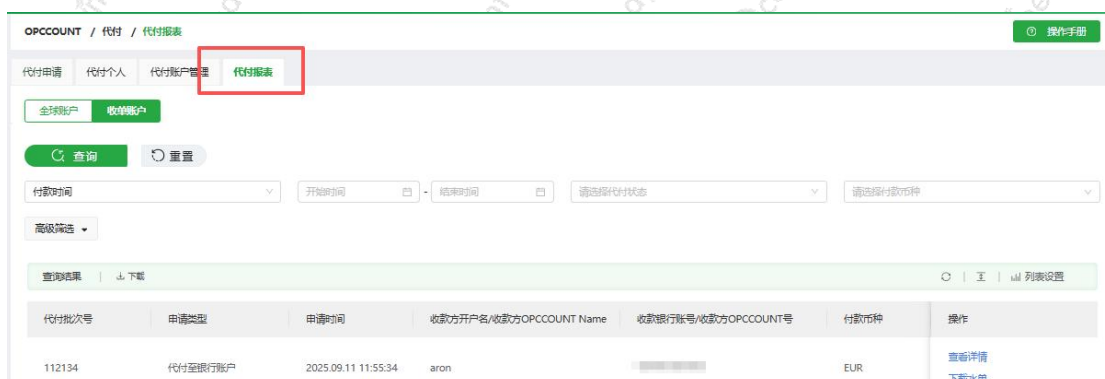 OPCCOUNT / 代付 / 代付报表
操作手册
代付申请 代付个人 代付账户管理 代付报表
全球账户 收单账户
查询 重置
付款时间 开始时间 - 结束时间 请选择代付状态 请选择付款币种
高级筛选
查询结果 | 下载 | | 列表设置
代付批次号 申请类型 申请时间 收款方开户名/收款方OPCCOUNT Name 收款银行账号/收款方OPCCOUNT号 付款币种 操作
查看详情
112134 代付至银行账户 2025.09.11 11:55:34 aron EUR
下载水单